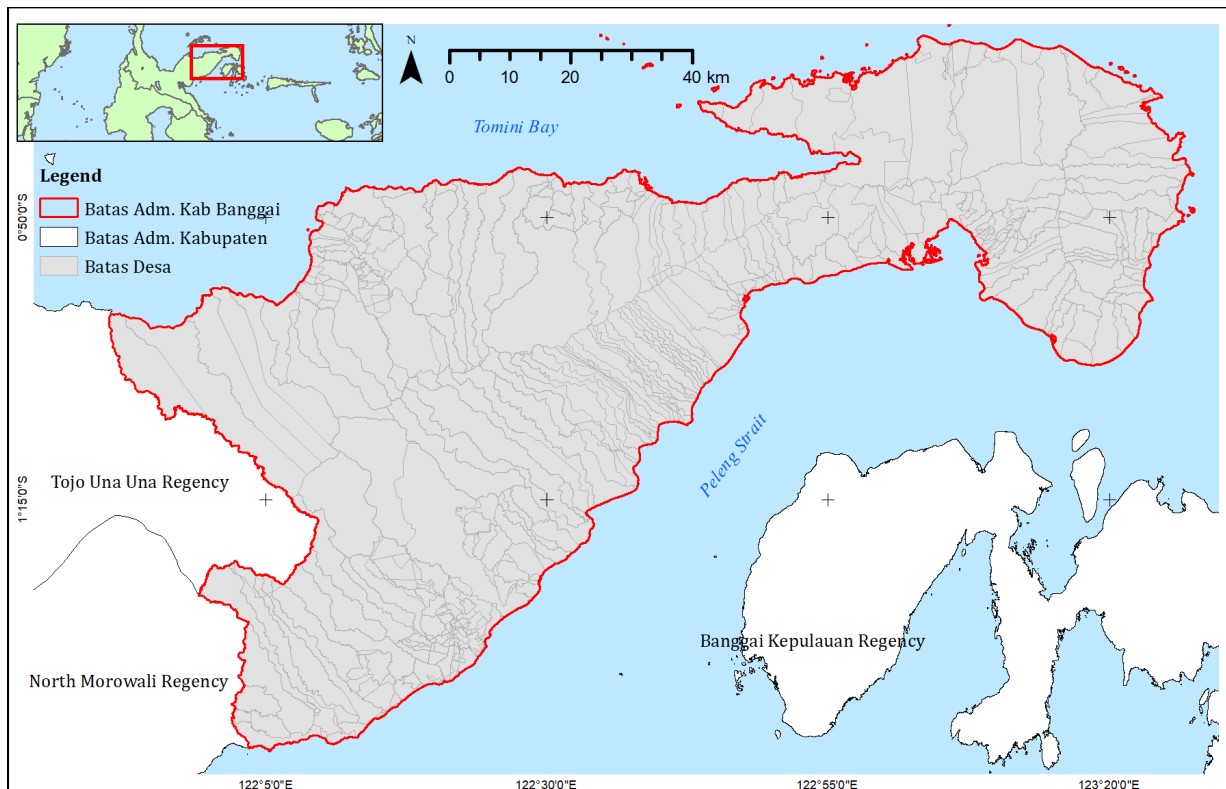 N
0 10 20 40 km
Tomini Bay
Legend
Batas Adm. Kab Banggai
Batas Adm. Kabupaten
Batas Desa
0°50'0"S
1°15'0"S
Peleng Strait
Tojo Una Una Regency
Banggai Kepulauan Regency
North Morowali Regency
122°5'0"E 122°30'0"E 122°55'0"E 123°20'0"E